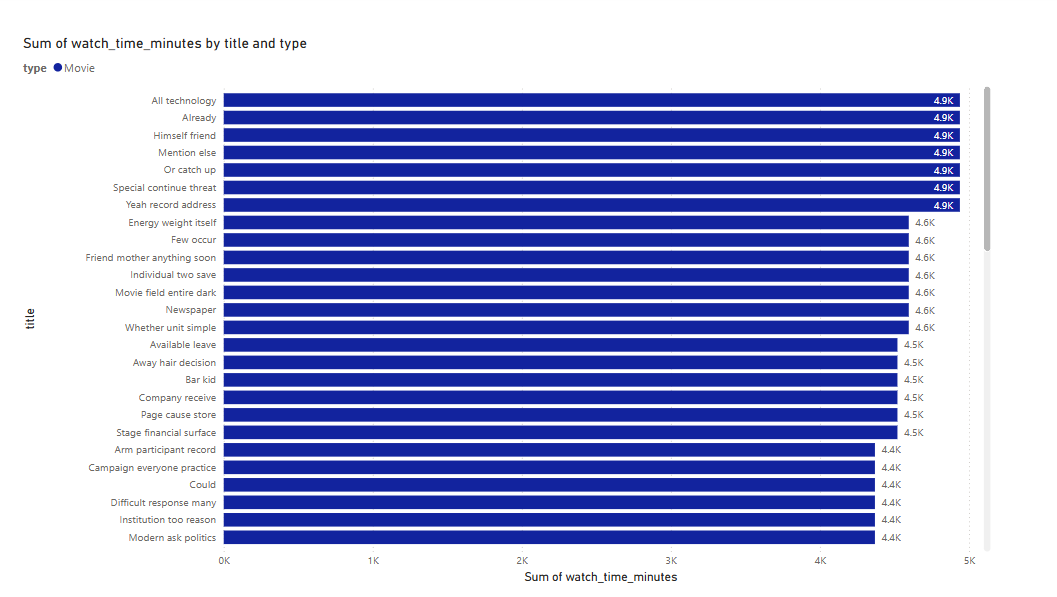 Sum of watch_time_minutes by title and type
type Movie
All technology 4.9K
Already 4.9K
Himself friend 4.9K
Mention else 4.9K
Or catch up 4.9K
Special continue threat 4.9K
Yeah record address 4.9K
Energy weight itself 4.6K
Few occur 4.6K
Friend mother anything soon 4.6K
Individual two save 4.6K
Movie field entire dark 4.6K
Newspaper 4.6K
Whether unit simple 4.6K
Available leave 4.5K
Away hair decision 4.5K
Bar kid 4.5K
Company receive 4.5K
Page cause store 4.5K
Stage financial surface 4.5K
Arm participant record 4.4K
Campaign everyone practice 4.4K
Could 4.4K
Difficult response many 4.4K
Institution too reason 4.4K
Modern ask politics 4.4K
title
0K 1K 2K 3K 4K 5K
Sum of watch_time_minutes